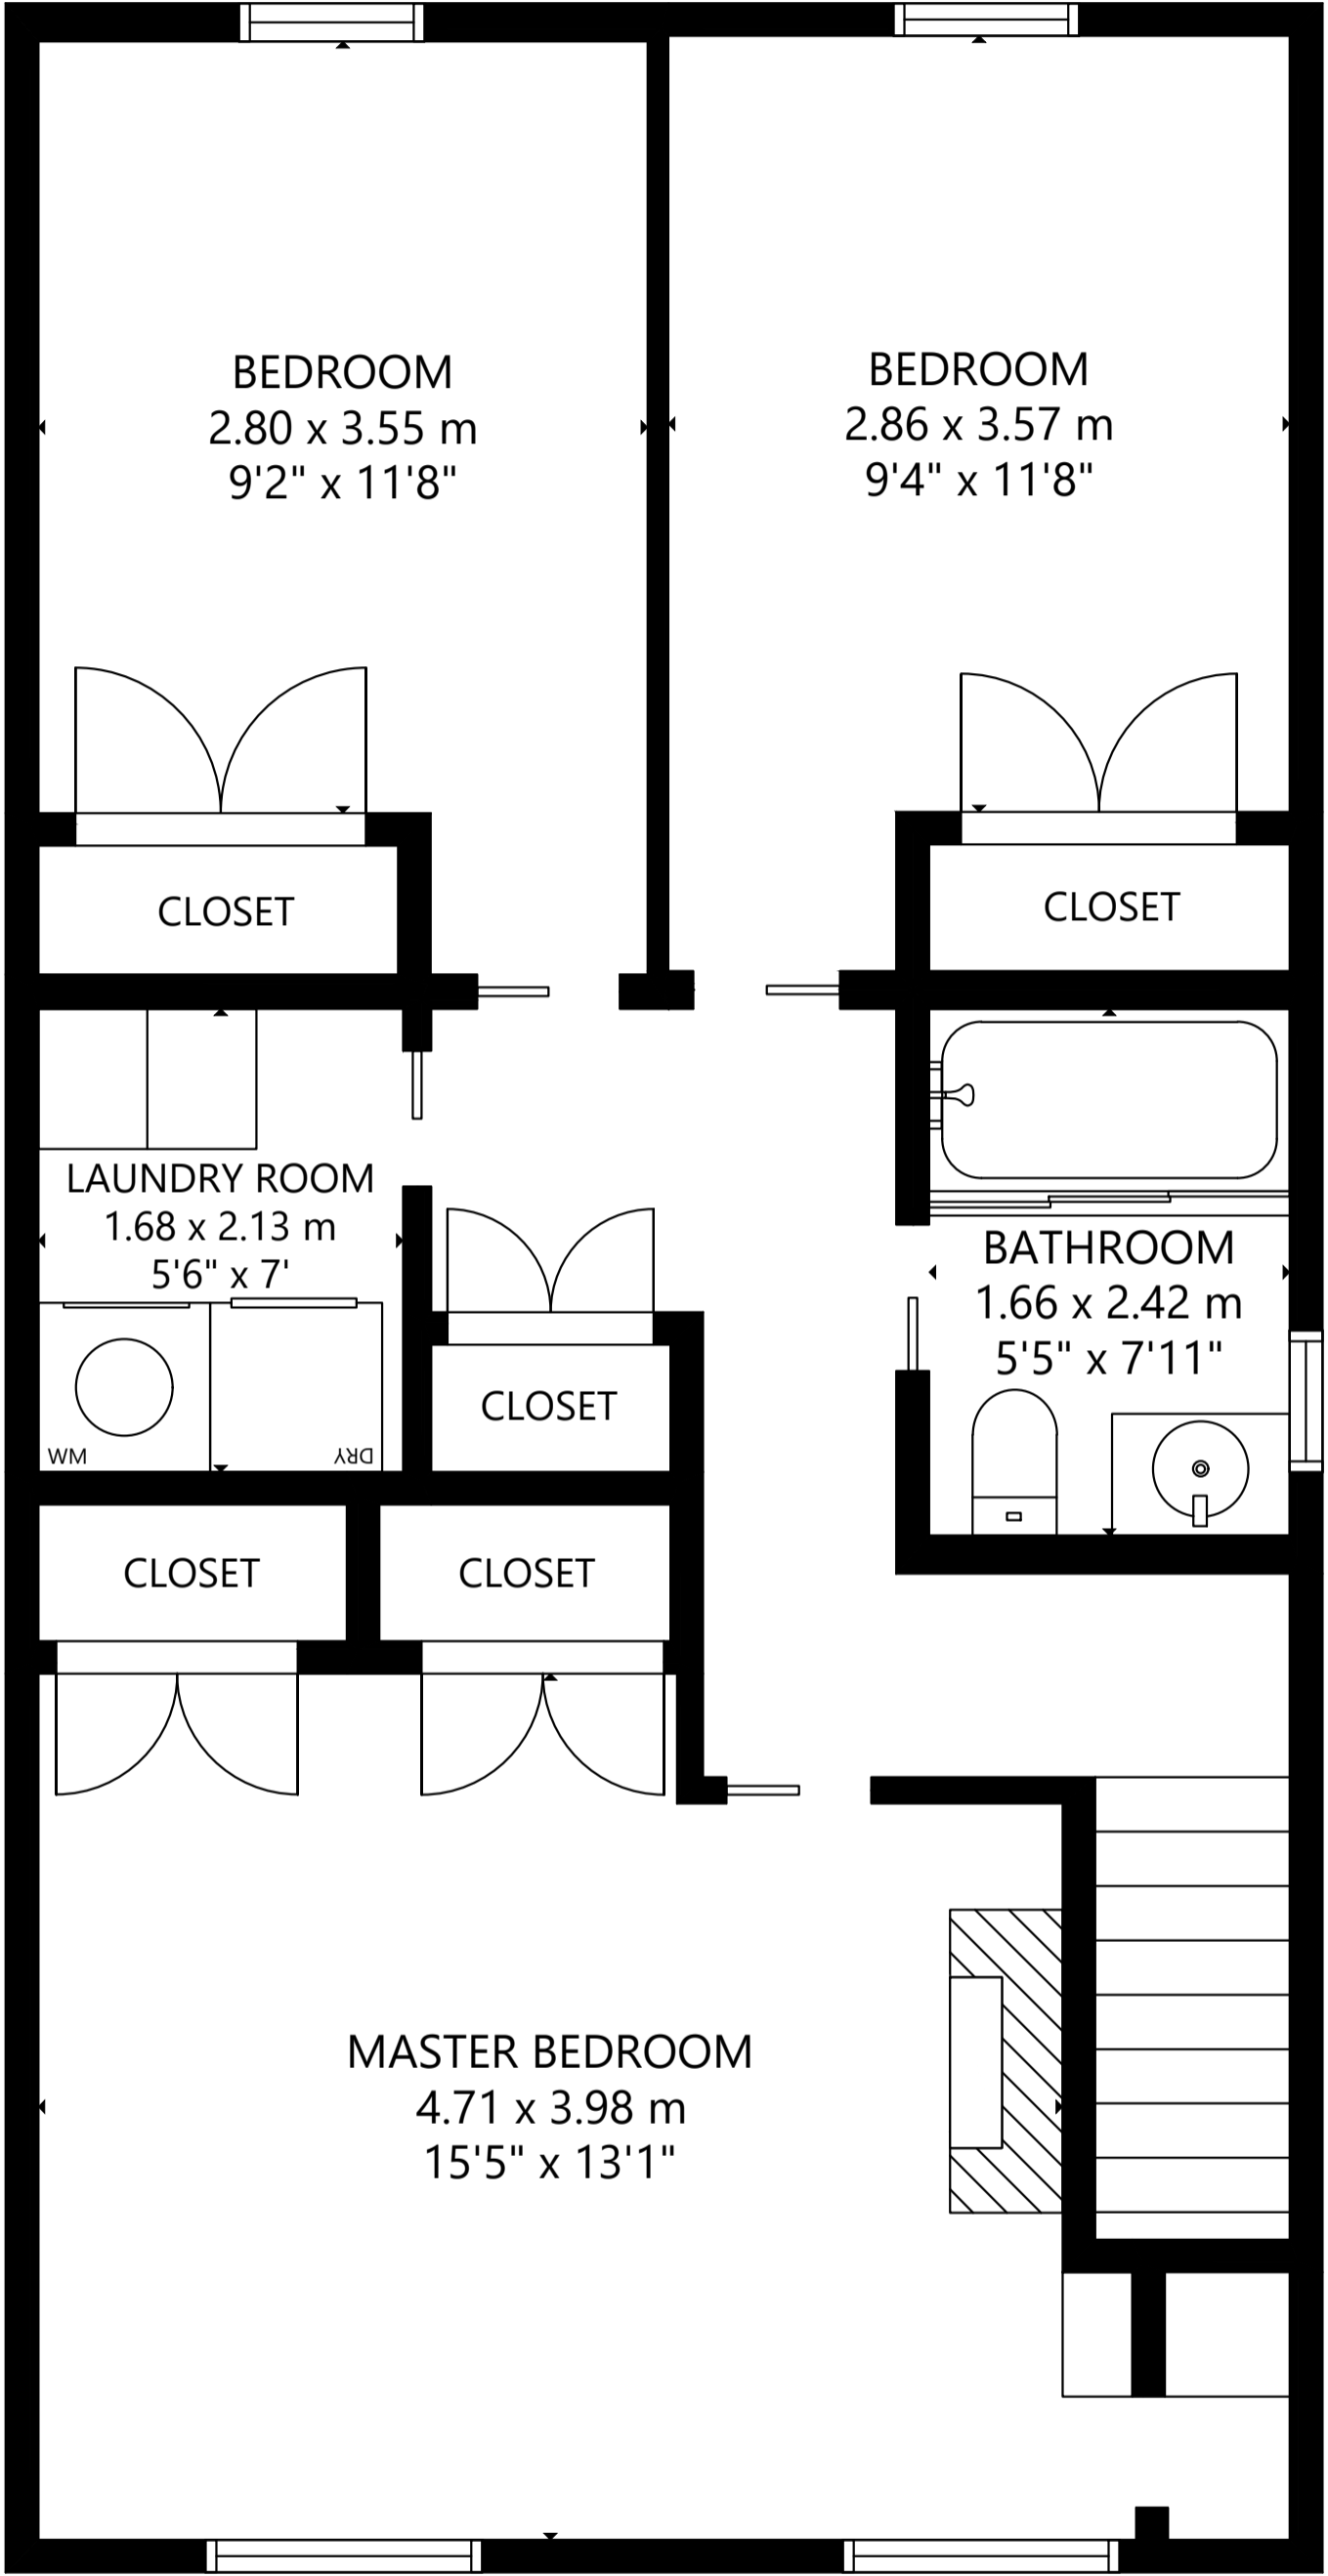 BEDROOM
2.80 x 3.55 m
9'2" x 11'8"
BEDROOM
2.86 x 3.57 m
9'4" x 11'8"
CLOSET
CLOSET
LAUNDRY ROOM
1.68 x 2.13 m
5'6" x 7'
BATHROOM
1.66 x 2.42 m
5'5" x 7'11"
CLOSET
WM
DRY
CLOSET
CLOSET
MASTER BEDROOM
4.71 x 3.98 m
15'5" x 13'1"